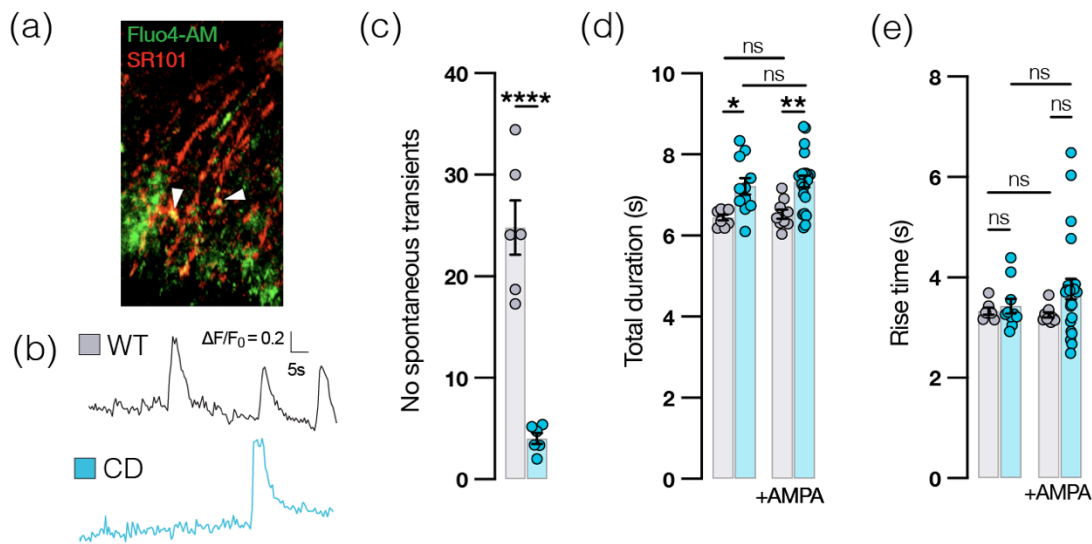 (a)
Fluo4-AM
SR101
(b)
WT
ΔF/F0 = 0.2
5s
CD
(c)
No spontaneous transients
40
30
20
10
0
****
(d)
Total duration (s)
10
8
6
4
2
0
ns
ns
*
**
+AMPA
(e)
Rise time (s)
8
6
4
2
0
ns
ns
ns
ns
+AMPA